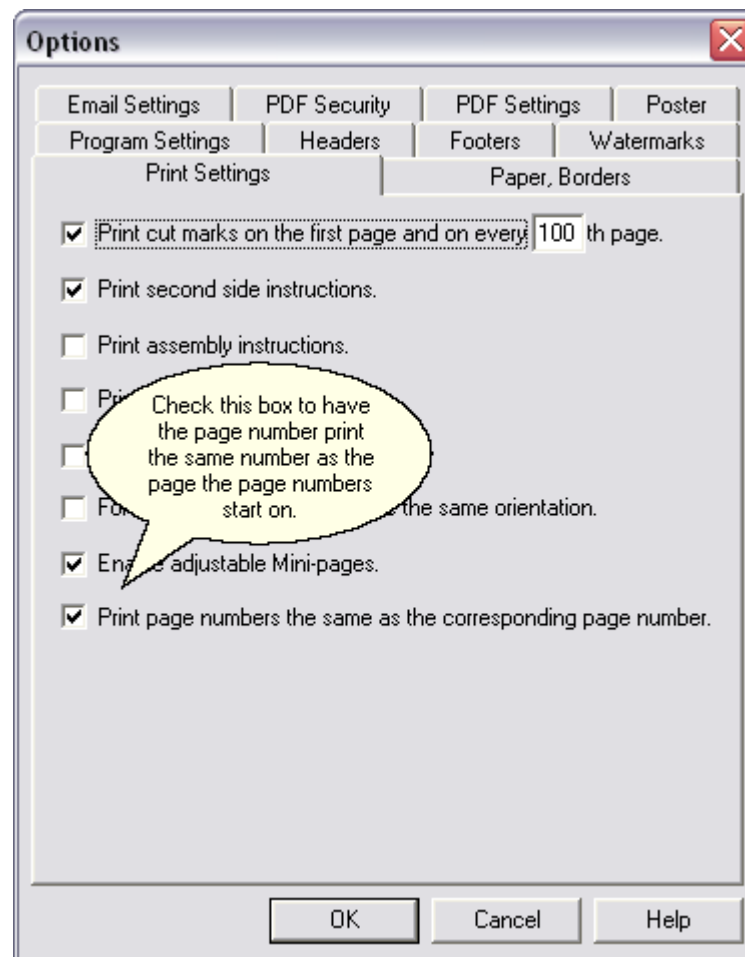 Options
Email Settings PDF Security PDF Settings Poster
Program Settings Headers Footers Watermarks
Print Settings Paper, Borders
Print cut marks on the first page and on every 100 th page.
Print second side instructions.
Print assembly instructions.
Check this box to have
the page number print
the same number as the
page the page numbers
start on.
the same orientation.
Enable adjustable Mini-pages.
Print page numbers the same as the corresponding page number.
OK Cancel Help